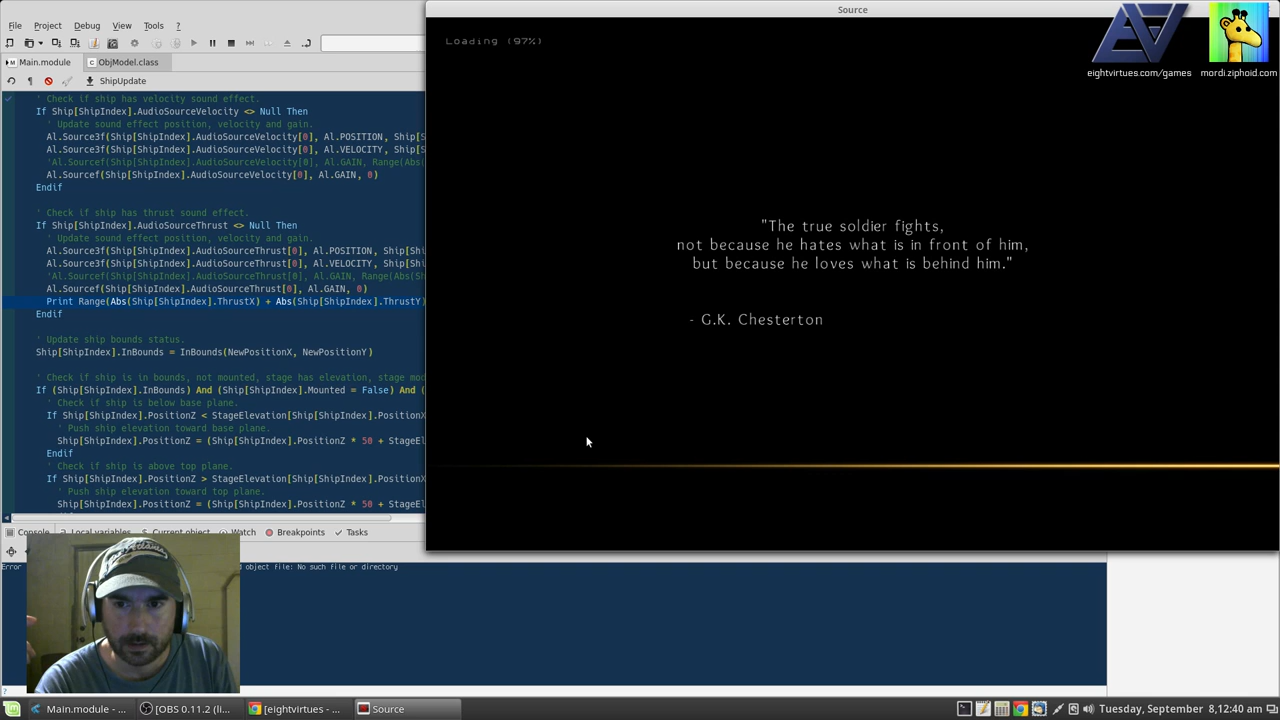 Source
File Project View Tools ?
Debug
Main.module
ObjModel.class
ShipUpdate
' Check if ship has velocity sound effect.
If Ship[ShipIndex].AudioSourceVelocity <> Null Then
' Update sound effect position, velocity and gain.
Al.Source3f(Ship[ShipIndex].AudioSourceVelocity[0], Al.POSITION, Ship[S
Al.Source3f(Ship[ShipIndex].AudioSourceVelocity[0], Al.VELOCITY, Ship[S
'Al.Sourcef(Ship[ShipIndex].AudioSourceVelocity[0], Al.GAIN, Range(Abs(
Al.Sourcef(Ship[ShipIndex].AudioSourceVelocity[0], Al.GAIN, 0)
Endif
' Check if ship has thrust sound effect.
If Ship[ShipIndex].AudioSourceThrust <> Null Then
' Update sound effect position, velocity and gain.
Al.Source3f(Ship[ShipIndex].AudioSourceThrust[0], Al.POSITION, Ship[Shi
Al.Source3f(Ship[ShipIndex].AudioSourceThrust[0], Al.VELOCITY, Ship[Shi
'Al.Sourcef(Ship[ShipIndex].AudioSourceThrust[0], Al.GAIN, Range(Abs(Sh
Al.Sourcef(Ship[ShipIndex].AudioSourceThrust[0], Al.GAIN, 0)
Print Range(Abs(Ship[ShipIndex].ThrustX) + Abs(Ship[ShipIndex].ThrustY)
Endif
' Update ship bounds status.
Ship[ShipIndex].InBounds = InBounds(NewPositionX, NewPositionY)
' Check if ship is in bounds, not mounted, stage has elevation, stage mod
If (Ship[ShipIndex].InBounds) And (Ship[ShipIndex].Mounted = False) And (
' Check if ship is below base plane.
If Ship[ShipIndex].PositionZ < StageElevation[Ship[ShipIndex].PositionX
' Push ship elevation toward base plane.
Ship[ShipIndex].PositionZ = (Ship[ShipIndex].PositionZ * 50 + StageEl
Endif
' Check if ship is above top plane.
If Ship[ShipIndex].PositionZ > StageElevation[Ship[ShipIndex].PositionX
' Push ship elevation toward top plane.
Ship[ShipIndex].PositionZ = (Ship[ShipIndex].PositionZ * 50 + StageEl
Console Local variables Current object Watch Breakpoints Tasks
Error
object file: No such file or directory
Loading (97%)
"The true soldier fights,
not because he hates what is in front of him,
but because he loves what is behind him."
- G.K. Chesterton
eightvirtues.com/games
mordi.ziphoid.com
Main.module - ...
[OBS 0.11.2 (li...
[eightvirtues - ...
Source
Tuesday, September 8, 12:40 am